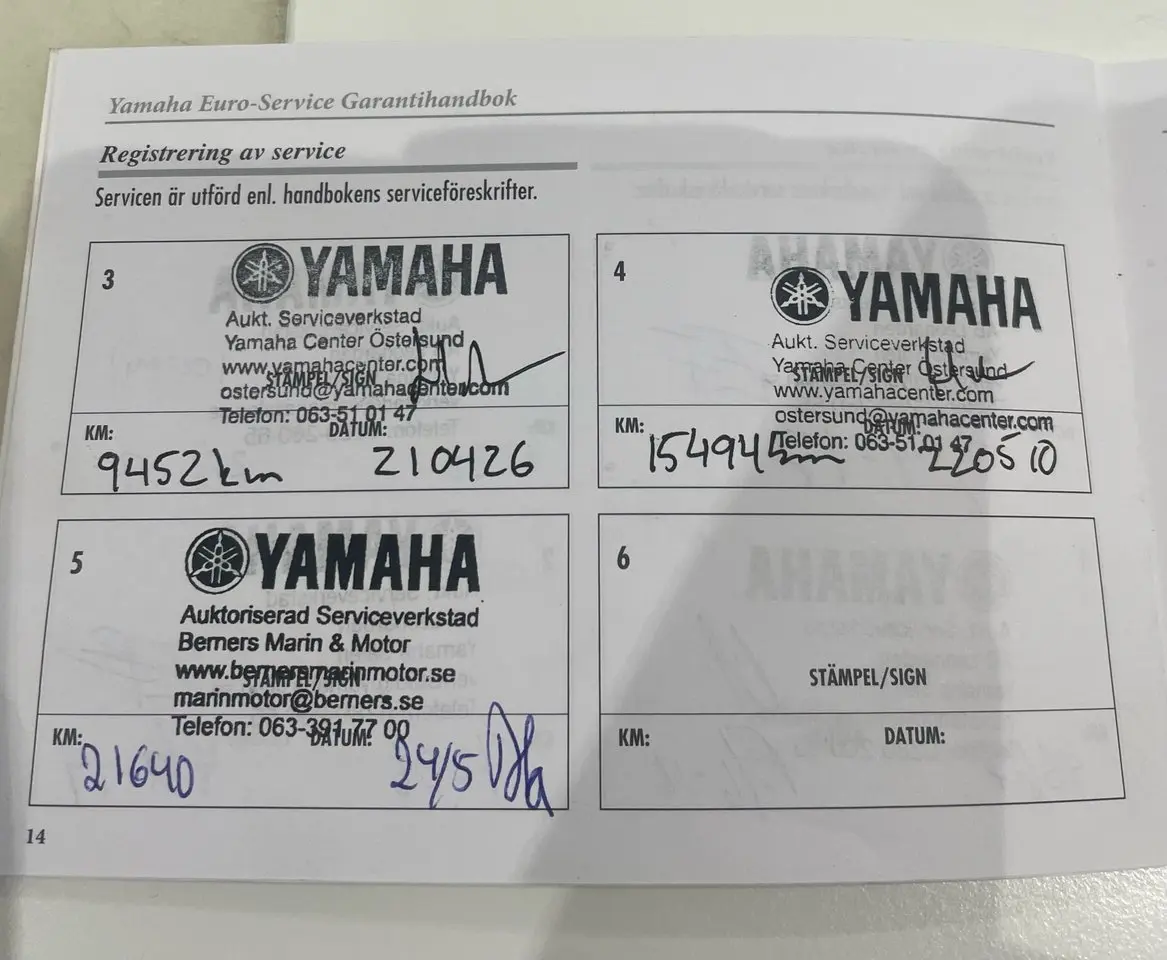 Yamaha Euro-Service Garantihandbok
Registrering av service
Servicen är utförd enl. handbokens serviceföreskrifter.
3
YAMAHA
Aukt. Serviceverkstad
Yamaha Center Östersund
www.yamahacenter.com
STÄMPEL/SIGN
ostersund@yamahacenter.com
Telefon: 063-51 01 47
KM:
DATUM:
9452 km
210426
4
YAMAHA
Aukt. Serviceverkstad
Yamaha Center Östersund
STÄMPEL/SIGN
www.yamahacenter.com
ostersund@yamahacenter.com
KM:
DATUM:
Telefon: 063-51 01 47
15494 km
220510
5
YAMAHA
Auktoriserad Serviceverkstad
Berners Marin & Motor
www.bernersmarinmotor.se
STÄMPEL/SIGN
marinmotor@berners.se
Telefon: 063-391 77 00
KM:
DATUM:
21640
24/5
6
STÄMPEL/SIGN
KM:
DATUM:
14